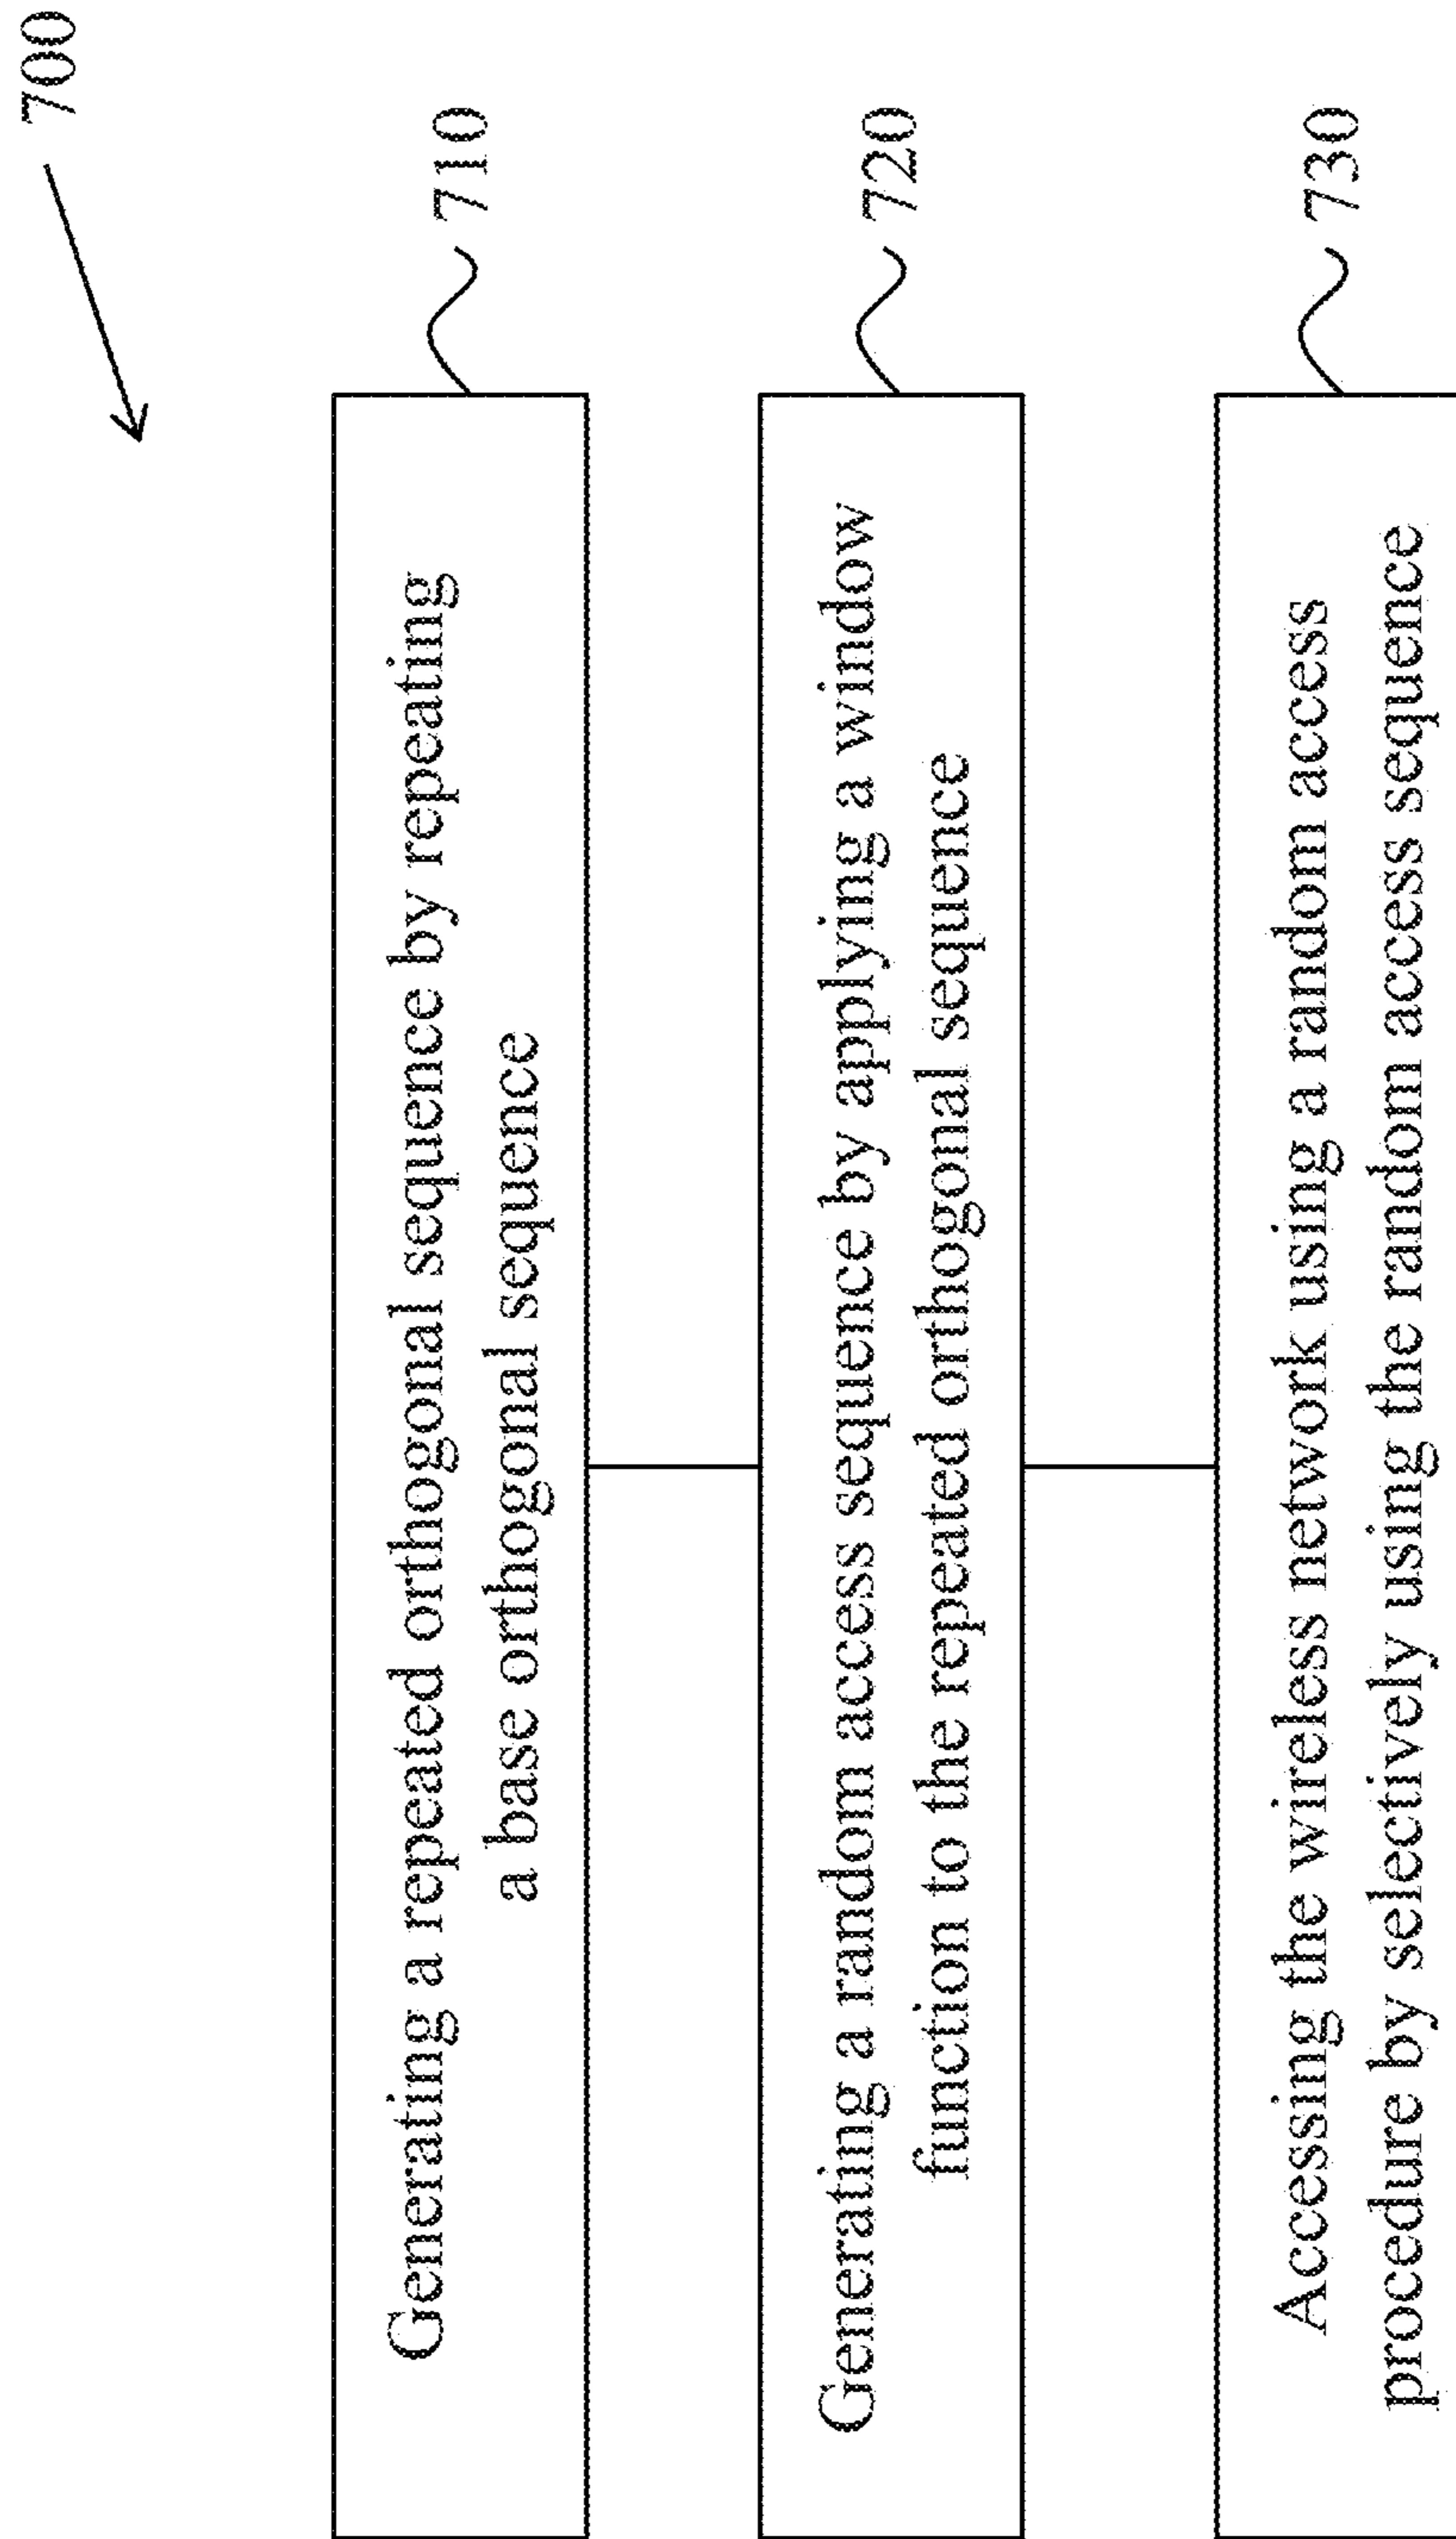 700
Generating a repeated orthogonal sequence by repeating
a base orthogonal sequence
710
Generating a random access sequence by applying a window
function to the repeated orthogonal sequence
720
Accessing the wireless network using a random access
procedure by selectively using the random access sequence
730